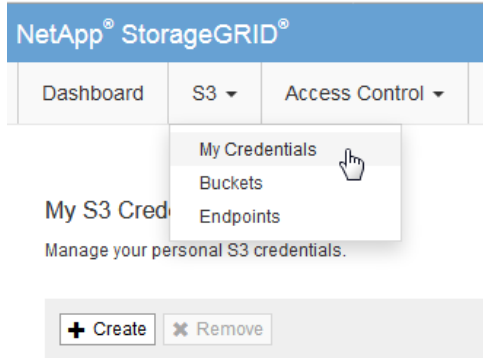 NetApp® StorageGRID®
Dashboard S3 Access Control
My Credentials
Buckets
Endpoints
My S3 Cred
Manage your personal S3 credentials.
Create Remove